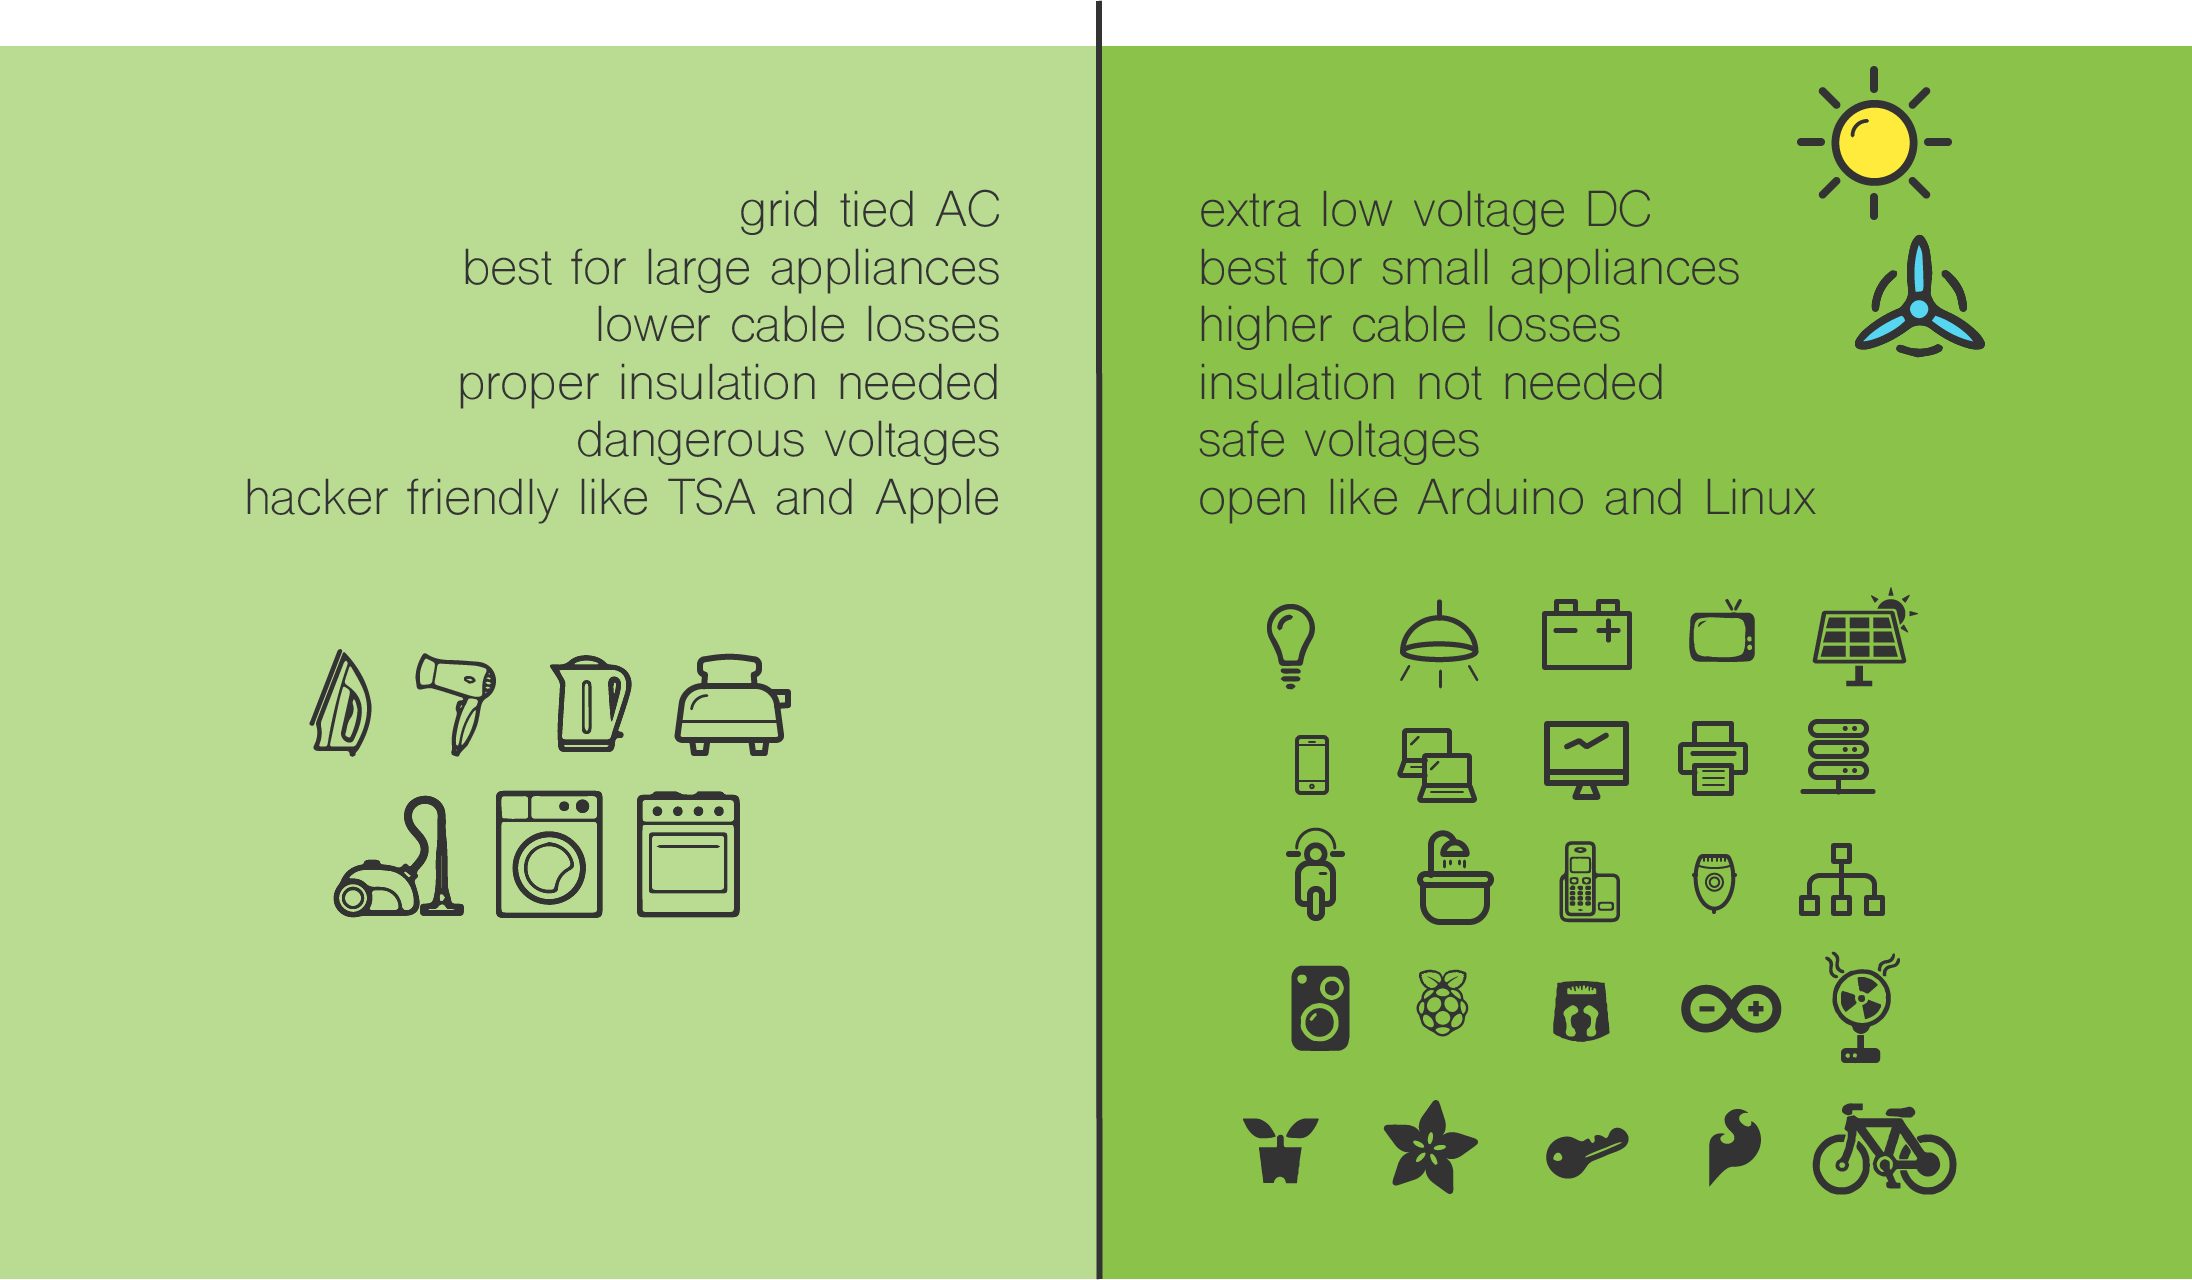 grid tied AC
best for large appliances
lower cable losses
proper insulation needed
dangerous voltages
hacker friendly like TSA and Apple
extra low voltage DC
best for small appliances
higher cable losses
insulation not needed
safe voltages
open like Arduino and Linux